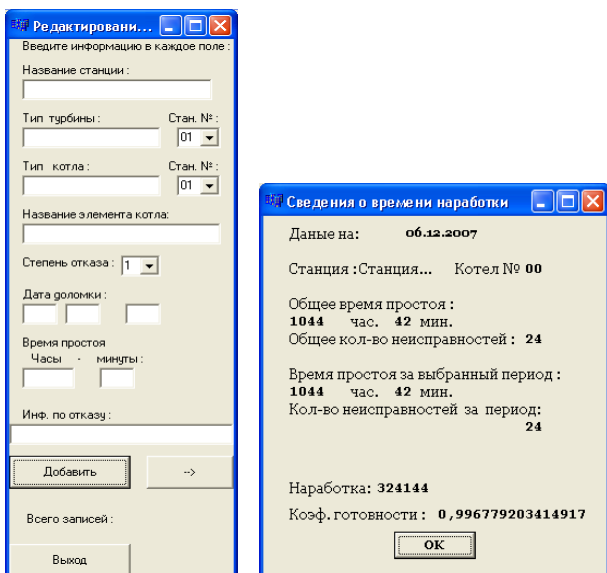 Редактировани...
Введите информацию в каждое поле :
Название станции :
Тип турбины : Стан. № :
01
Тип котла : Стан. № :
01
Название элемента котла:
Степень отказа : 1
Дата доломки :
Время простоя
Часы · минуты :
Инф. по отказу :
Добавить -->
Всего записей :
Выход
Сведения о времени наработки
Даные на: 06.12.2007
Станция :Станция... Котел № 00
Общее время простоя :
1044 час. 42 мин.
Общее кол-во неисправностей : 24
Время простоя за выбранный период :
1044 час. 42 мин.
Кол-во неисправностей за период:
24
Наработка: 324144
Коэф. готовности : 0,996779203414917
OK